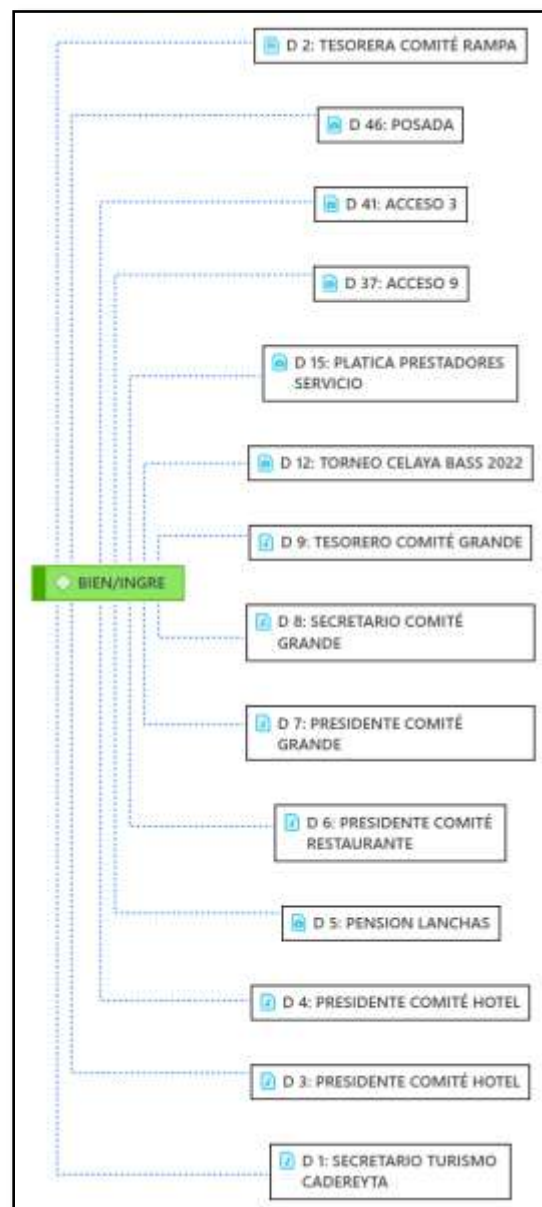 D 2: TESORERA COMITÉ RAMPA
D 46: POSADA
D 41: ACCESO 3
D 37: ACCESO 9
D 15: PLATICA PRESTADORES
SERVICIO
D 12: TORNEO CELAYA BASS 2022
D 9: TESORERO COMITÉ GRANDE
BIEN/INGRE
D 8: SECRETARIO COMITÉ
GRANDE
D 7: PRESIDENTE COMITÉ
GRANDE
D 6: PRESIDENTE COMITÉ
RESTAURANTE
D 5: PENSION LANCHAS
D 4: PRESIDENTE COMITÉ HOTEL
D 3: PRESIDENTE COMITÉ HOTEL
D 1: SECRETARIO TURISMO
CADEREYTA